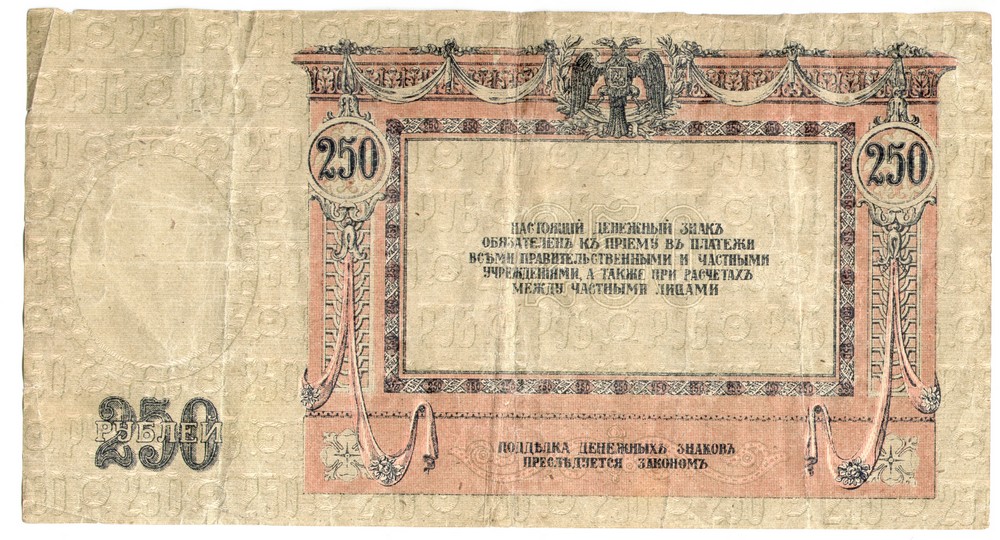 250
250
НАСТОЯЩІЙ ДЕНЕЖНЫЙ ЗНАКЪ
ОБЯЗАТЕЛЕНЪ КЪ ПРІЕМУ ВЪ ПЛАТЕЖИ
ВСѢМИ ПРАВИТЕЛЬСТВЕННЫМИ И ЧАСТНЫМИ
УЧРЕЖДЕНІЯМИ, А ТАКЖЕ ПРИ РАСЧЕТАХЪ
МЕЖДУ ЧАСТНЫМИ ЛИЦАМИ
250
РУБЛЕЙ
ПОДДѢЛКА ДЕНЕЖНЫХЪ ЗНАКОВЪ
ПРЕСЛѢДУЕТСЯ ЗАКОНОМЪ